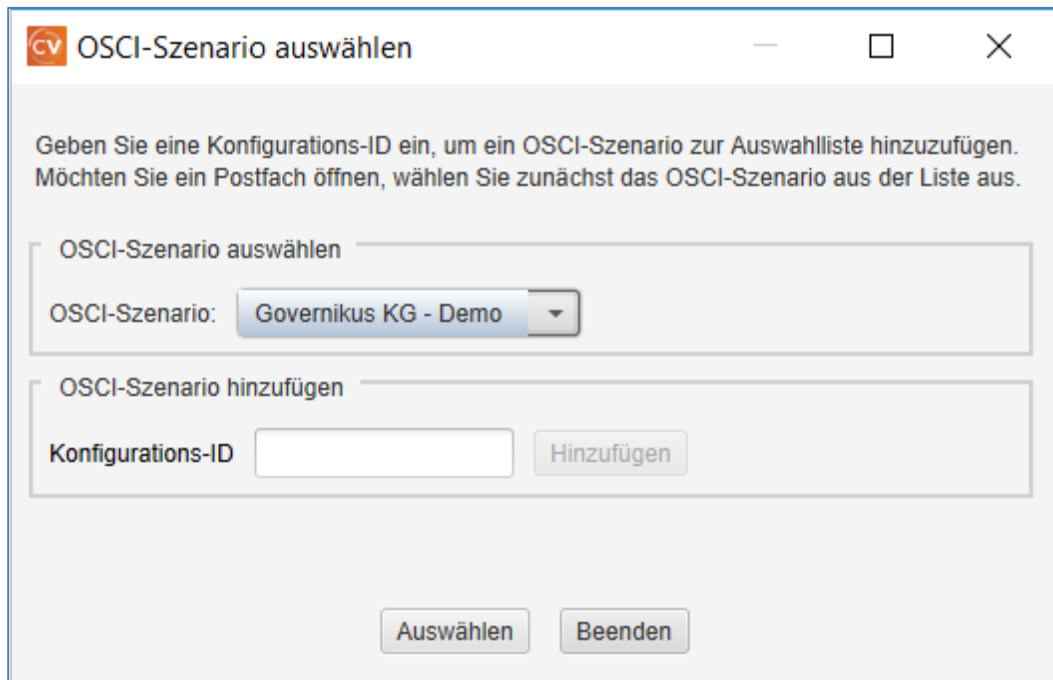 CV OSCI-Szenario auswählen
Geben Sie eine Konfigurations-ID ein, um ein OSCI-Szenario zur Auswahlliste hinzuzufügen.
Möchten Sie ein Postfach öffnen, wählen Sie zunächst das OSCI-Szenario aus der Liste aus.
OSCI-Szenario auswählen
OSCI-Szenario: Governikus KG - Demo
OSCI-Szenario hinzufügen
Konfigurations-ID Hinzufügen
Auswählen Beenden